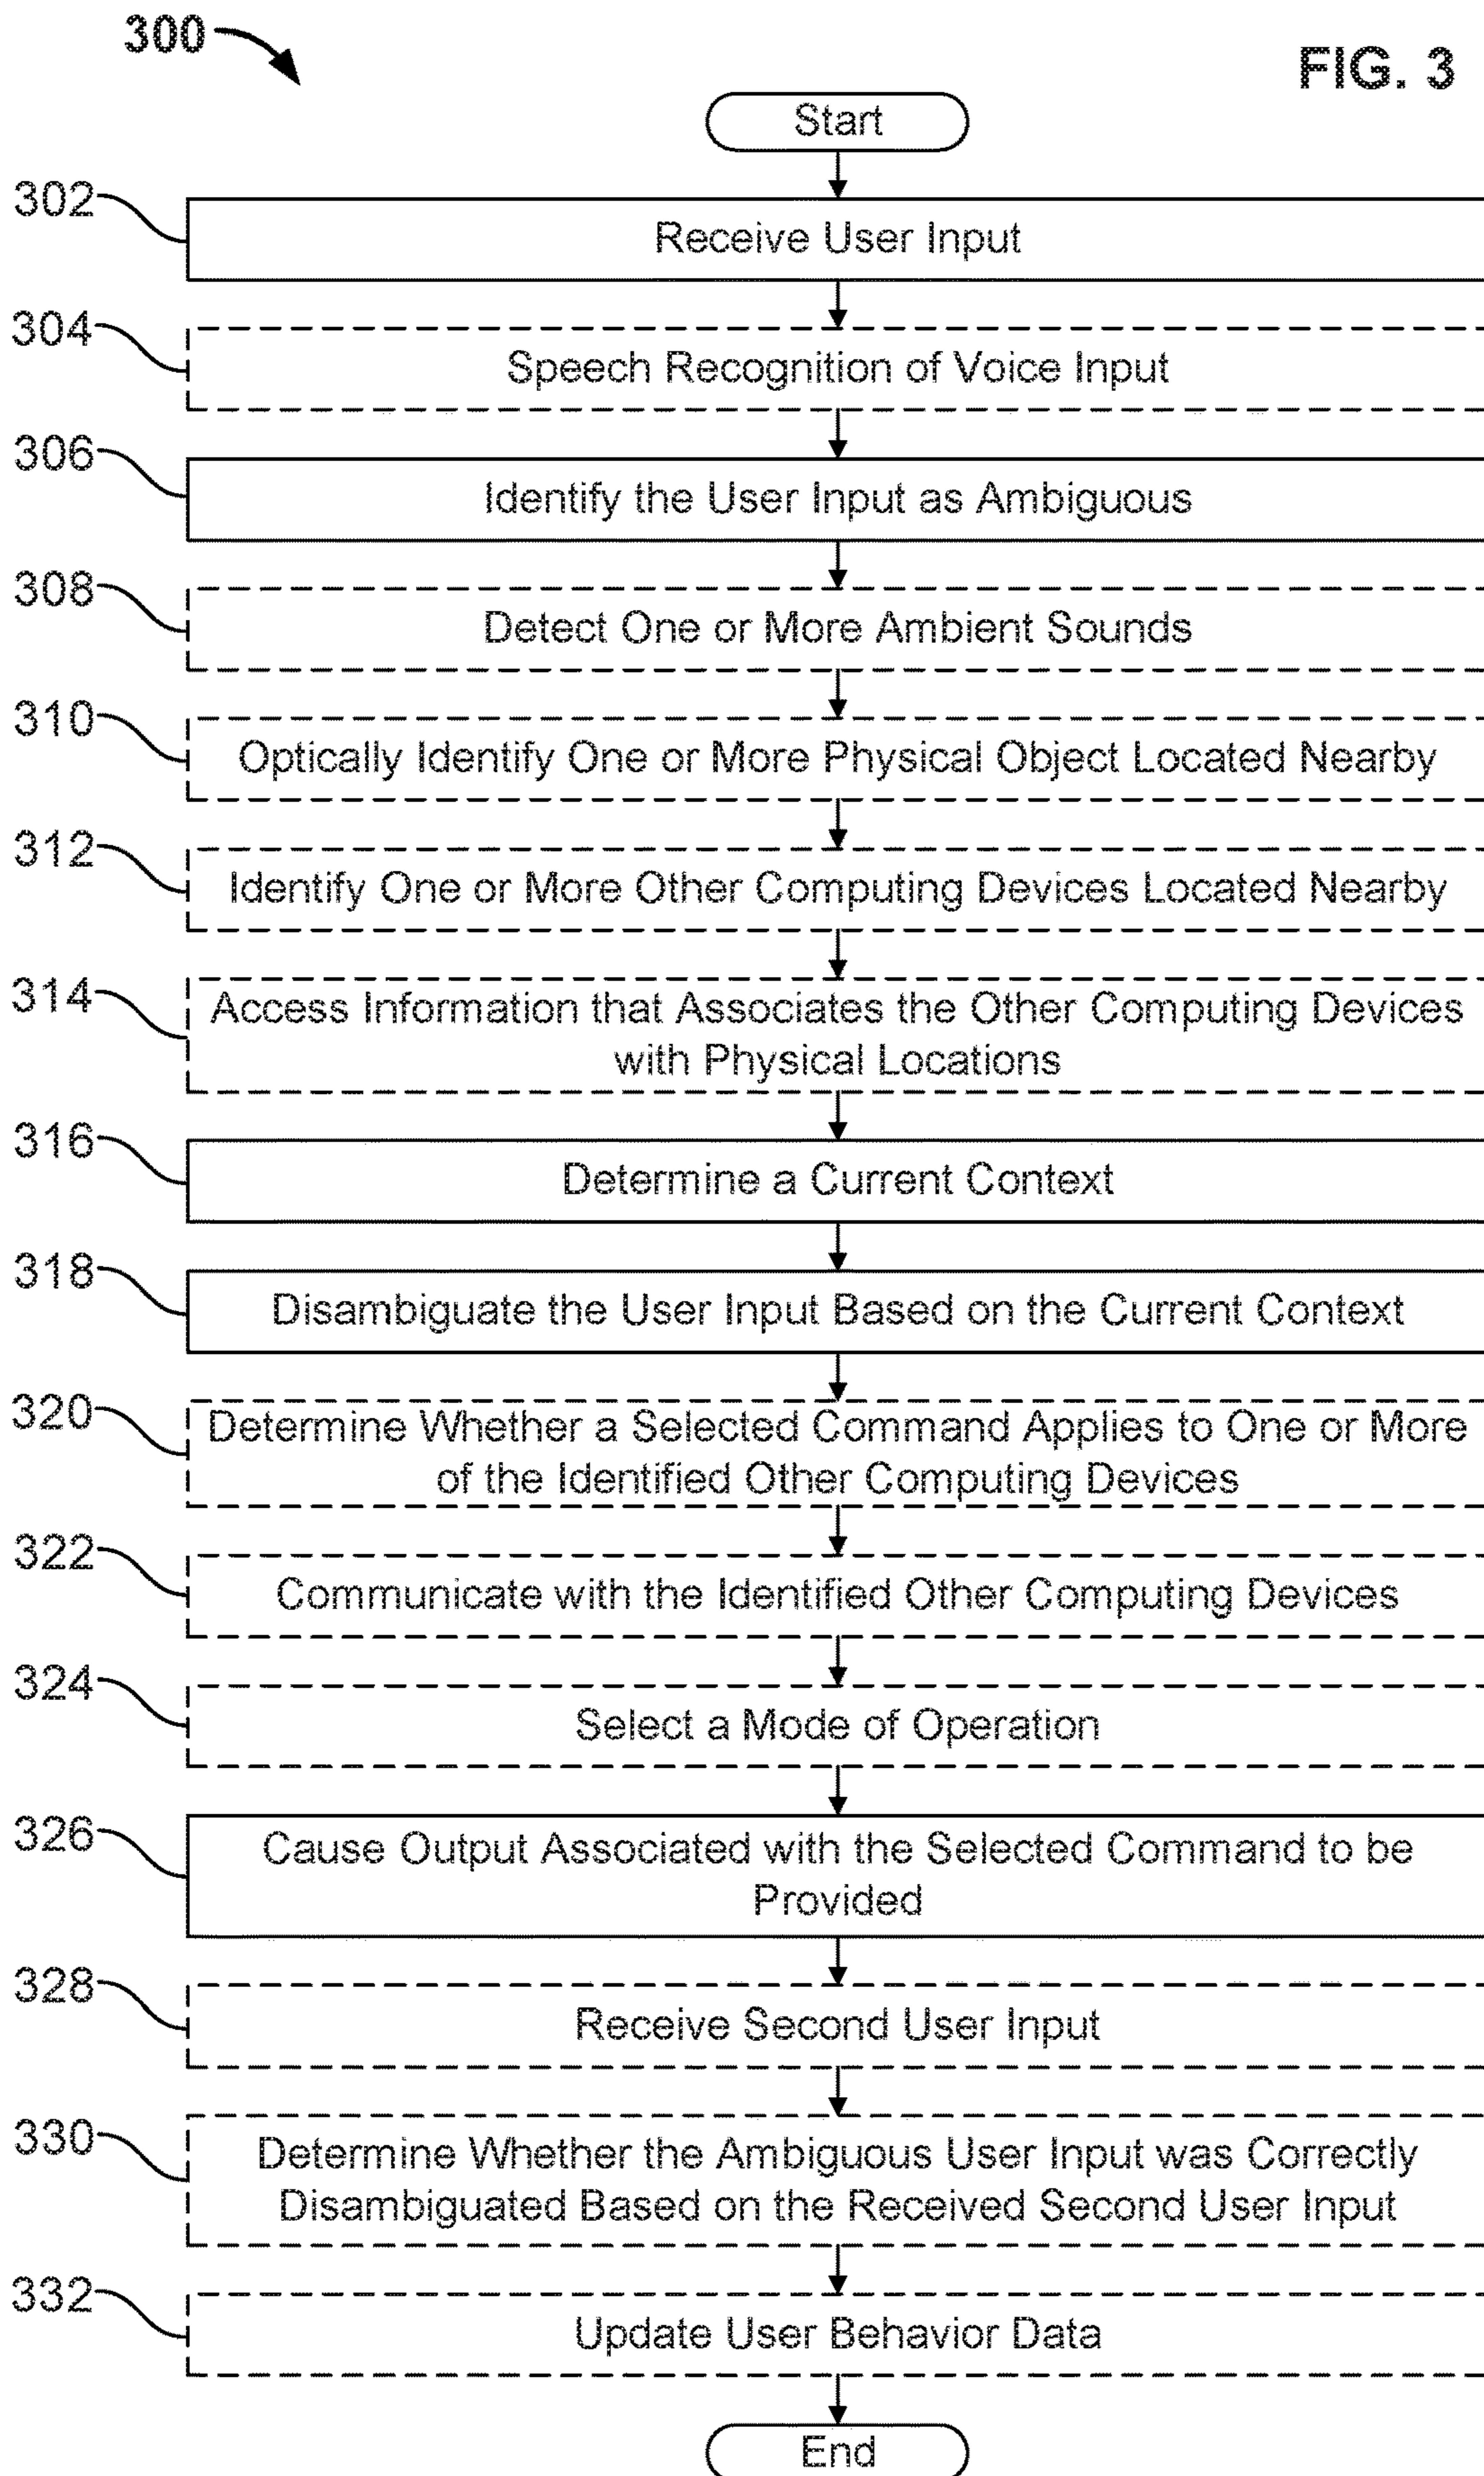 300
FIG. 3
Start
302
Receive User Input
304
Speech Recognition of Voice Input
306
Identify the User Input as Ambiguous
308
Detect One or More Ambient Sounds
310
Optically Identify One or More Physical Object Located Nearby
312
Identify One or More Other Computing Devices Located Nearby
314
Access Information that Associates the Other Computing Devices
with Physical Locations
316
Determine a Current Context
318
Disambiguate the User Input Based on the Current Context
320
Determine Whether a Selected Command Applies to One or More
of the Identified Other Computing Devices
322
Communicate with the Identified Other Computing Devices
324
Select a Mode of Operation
326
Cause Output Associated with the Selected Command to be
Provided
328
Receive Second User Input
330
Determine Whether the Ambiguous User Input was Correctly
Disambiguated Based on the Received Second User Input
332
Update User Behavior Data
End